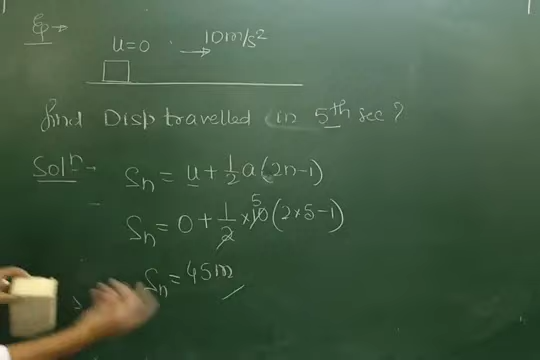 Q →
u=0 → 10m/s²
find Disp travelled in 5th sec?
Solⁿ- Sₙ = u + 1/2 a(2n-1)
Sₙ = 0 + 1/2 × 10 5 (2×5-1)
Sₙ = 45m